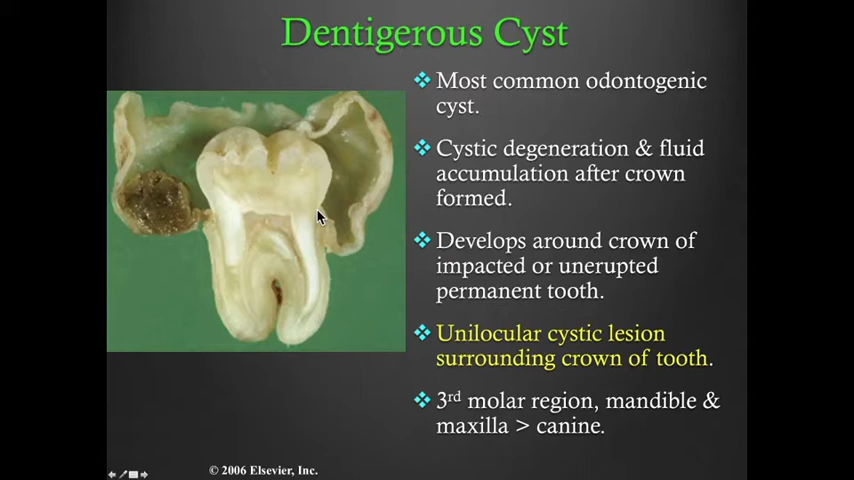 Dentigerous Cyst
❖ Most common odontogenic
cyst.
❖ Cystic degeneration & fluid
accumulation after crown
formed.
❖ Develops around crown of
impacted or unerupted
permanent tooth.
❖ Unilocular cystic lesion
surrounding crown of tooth.
❖ 3rd molar region, mandible &
maxilla > canine.
© 2006 Elsevier, Inc.